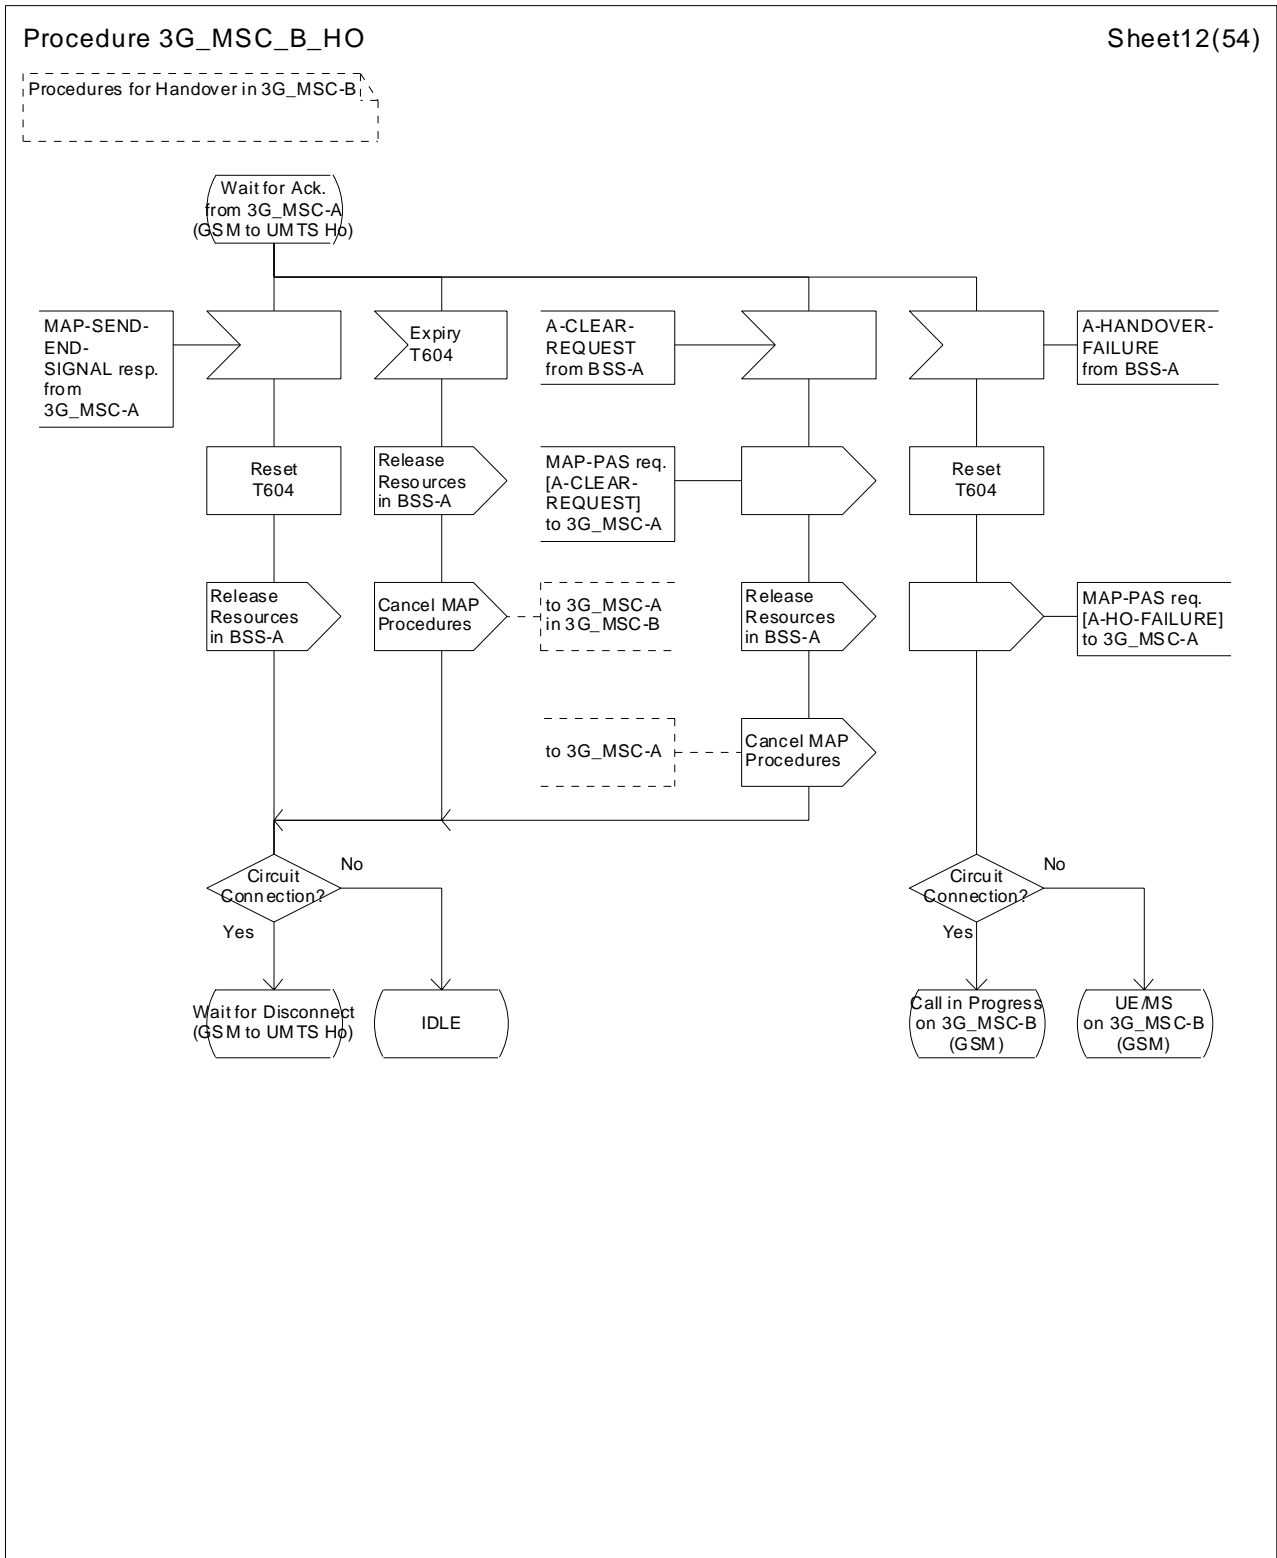 Procedure 3G_MSC_B_HO
Sheet12(54)
Procedures for Handover in 3G_MSC-B
Wait for Ack.
from 3G_MSC-A
(GSM to UMTS Ho)
MAP-SEND-
END-
SIGNAL resp.
from
3G_MSC-A
Expiry
T604
A-CLEAR-
REQUEST
from BSS-A
A-HANDOVER-
FAILURE
from BSS-A
Reset
T604
Release
Resources
in BSS-A
MAP-PAS req.
[A-CLEAR-
REQUEST]
to 3G_MSC-A
Reset
T604
Release
Resources
in BSS-A
Cancel MAP
Procedures
to 3G_MSC-A
in 3G_MSC-B
Release
Resources
in BSS-A
MAP-PAS req.
[A-HO-FAILURE]
to 3G_MSC-A
to 3G_MSC-A
Cancel MAP
Procedures
Circuit
Connection?
No
Yes
Circuit
Connection?
No
Yes
Wait for Disconnect
(GSM to UMTS Ho)
IDLE
Call in Progress
on 3G_MSC-B
(GSM)
UE/MS
on 3G_MSC-B
(GSM)